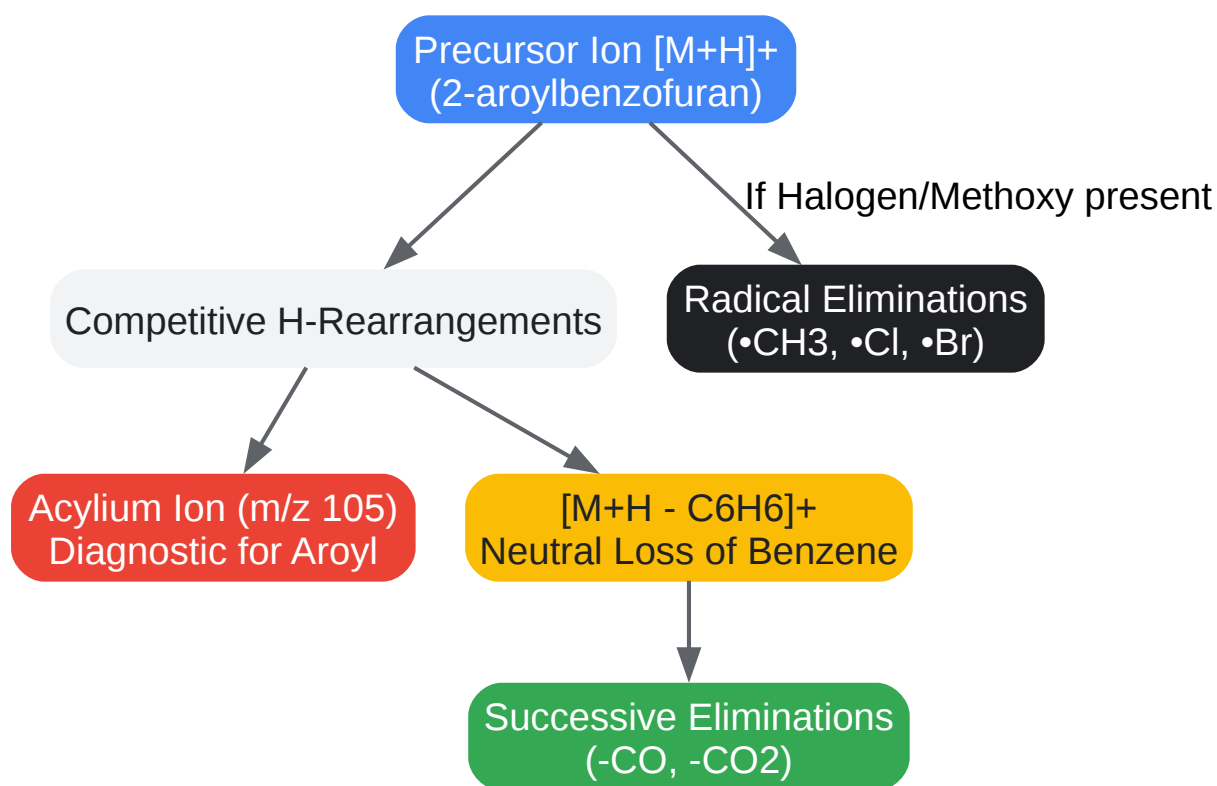 Precursor Ion [M+H]+
(2-aroylbenzofuran)
If Halogen/Methoxy present
Competitive H-Rearrangements
Radical Eliminations
(•CH3, •Cl, •Br)
Acylium Ion (m/z 105)
Diagnostic for Aroyl
[M+H - C6H6]+
Neutral Loss of Benzene
Successive Eliminations
(-CO, -CO2)